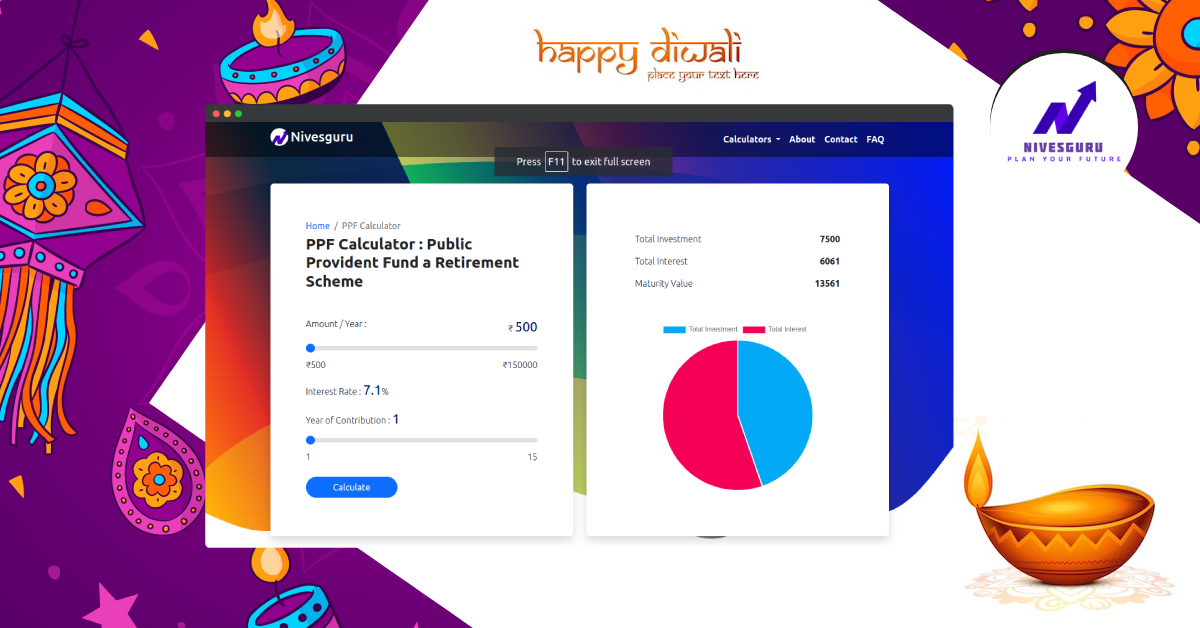 happy diwali
place your text here
Nivesguru
Calculators About Contact FAQ
NIVESGURU
PLAN YOUR FUTURE
Press F11 to exit full screen
Home / PPF Calculator
PPF Calculator : Public
Provident Fund a Retirement
Scheme
Amount / Year : ₹ 500
₹500 ₹150000
Interest Rate : 7.1%
Year of Contribution : 1
1 15
Calculate
Total Investment 7500
Total Interest 6061
Maturity Value 13561
Total Investment Total Interest